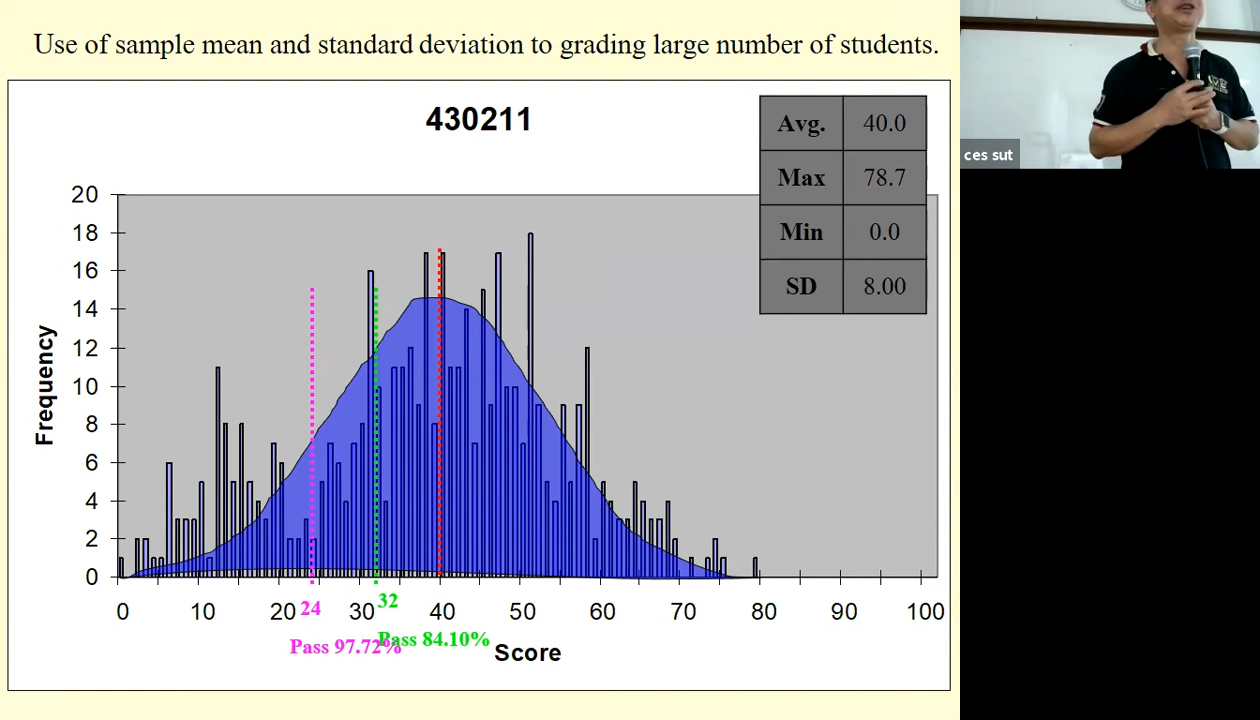 Use of sample mean and standard deviation to grading large number of students.
430211
Avg. 40.0
Max 78.7
Min 0.0
SD 8.00
ces sut
Frequency
20
18
16
14
12
10
8
6
4
2
0
0 10 20 30 40 50 60 70 80 90 100
24
32
Pass 97.72%
Pass 84.10%
Score